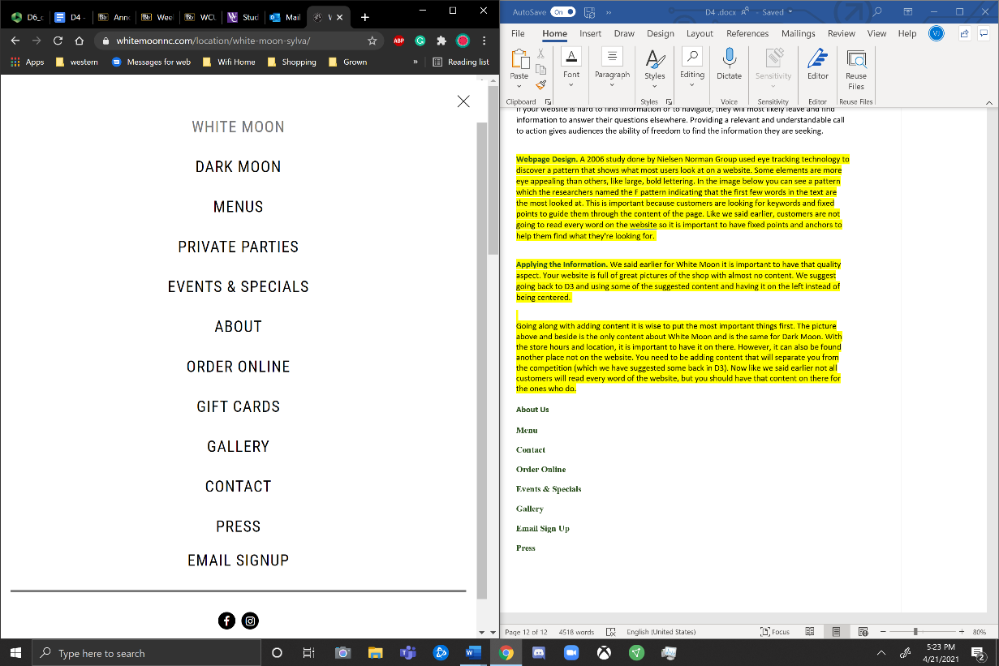 D6_c
D4 -
Anno
Wee
WCU
Stud
Mail
whitemoonnc.com/location/white-moon-sylva/
ABP
Apps
western
Messages for web
Wifi Home
Shopping
Grown
»
Reading list
WHITE MOON
DARK MOON
MENUS
PRIVATE PARTIES
EVENTS & SPECIALS
ABOUT
ORDER ONLINE
GIFT CARDS
GALLERY
CONTACT
PRESS
EMAIL SIGNUP
AutoSave On
D4 .docx - Saved
File Home Insert Draw Design Layout References Mailings Review View Help VJ
Paste Font Paragraph Styles Editing Dictate Sensitivity Editor Reuse
Files
Clipboard Styles Voice Sensitivity Editor Reuse Files
If your website is hard to find information or to navigate, they will most likely leave and find
information to answer their questions elsewhere. Providing a relevant and understandable call
to action gives audiences the ability of freedom to find the information they are seeking.
Webpage Design. A 2006 study done by Nielsen Norman Group used eye tracking technology to
discover a pattern that shows what most users look at on a website. Some elements are more
eye appealing than others, like large, bold lettering. In the image below you can see a pattern
which the researchers named the F pattern indicating that the first few words in the text are
the most looked at. This is important because customers are looking for keywords and fixed
points to guide them through the content of the page. Like we said earlier, customers are not
going to read every word on the website so it is important to have fixed points and anchors to
help them find what they're looking for.
Applying the Information. We said earlier for White Moon it is important to have that quality
aspect. Your website is full of great pictures of the shop with almost no content. We suggest
going back to D3 and using some of the suggested content and having it on the left instead of
being centered.
Going along with adding content it is wise to put the most important things first. The picture
above and beside is the only content about White Moon and is the same for Dark Moon. With
the store hours and location, it is important to have it on there. However, it can also be found
another place not on the website. You need to be adding content that will separate you from
the competition (which we have suggested some back in D3). Now like we said earlier not all
customers will read every word of the website, but you should have that content on there for
the ones who do.
About Us
Menu
Contact
Order Online
Events & Specials
Gallery
Email Sign Up
Press
Page 12 of 12 4518 words English (United States) Focus 80%
Type here to search
5:23 PM
4/21/2021
2